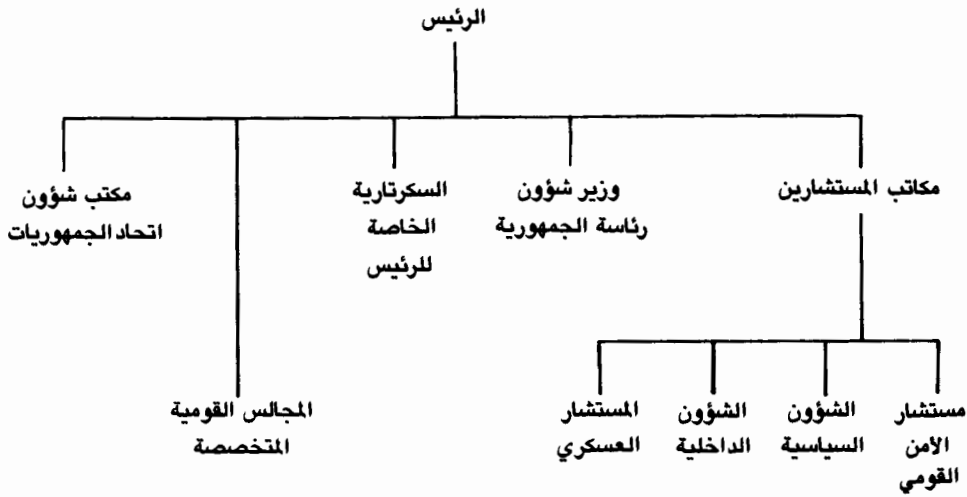 الرئيس
مكاتب المستشارين
وزير شؤون
رئاسة الجمهورية
السكرتارية
الخاصة
للرئيس
مكتب شؤون
اتحاد الجمهوريات
مستشار
الأمن
القومي
الشؤون
السياسية
الشؤون
الداخلية
المستشار
العسكري
المجالس القومية
المتخصصة